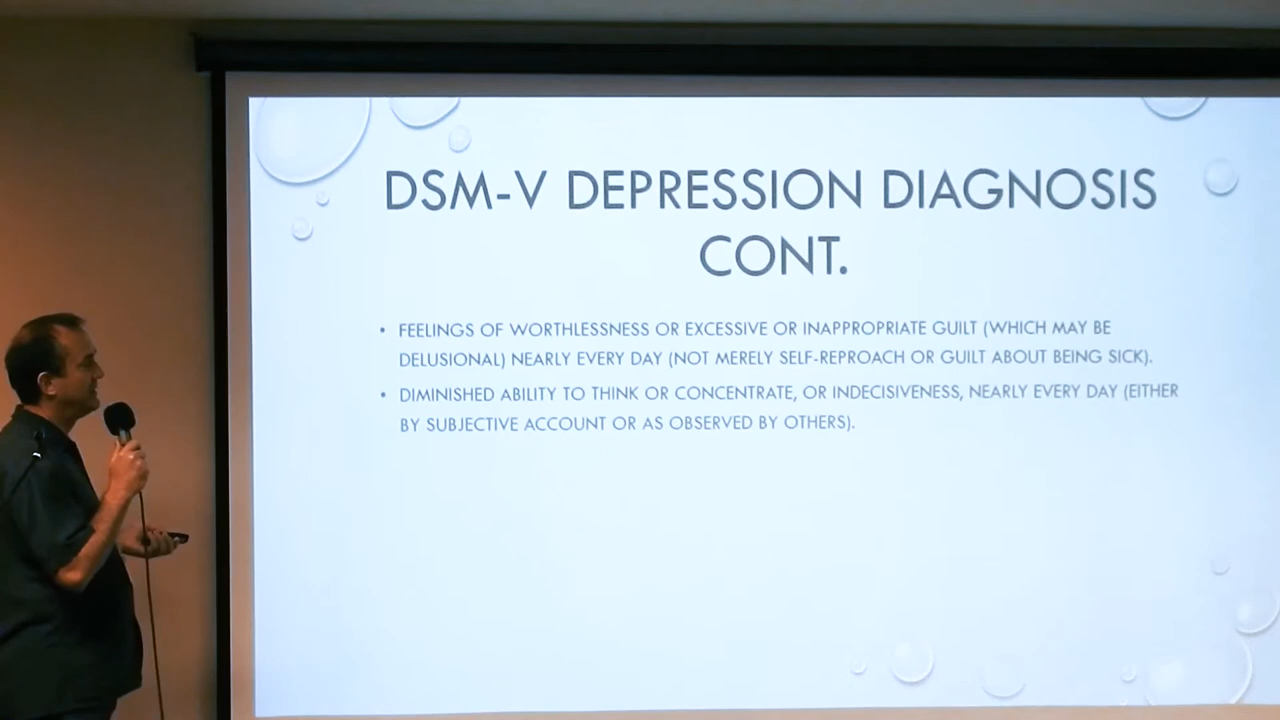 DSM-V DEPRESSION DIAGNOSIS
CONT.
• FEELINGS OF WORTHLESSNESS OR EXCESSIVE OR INAPPROPRIATE GUILT (WHICH MAY BE
DELUSIONAL) NEARLY EVERY DAY (NOT MERELY SELF-REPROACH OR GUILT ABOUT BEING SICK).
• DIMINISHED ABILITY TO THINK OR CONCENTRATE, OR INDECISIVENESS, NEARLY EVERY DAY (EITHER
BY SUBJECTIVE ACCOUNT OR AS OBSERVED BY OTHERS).